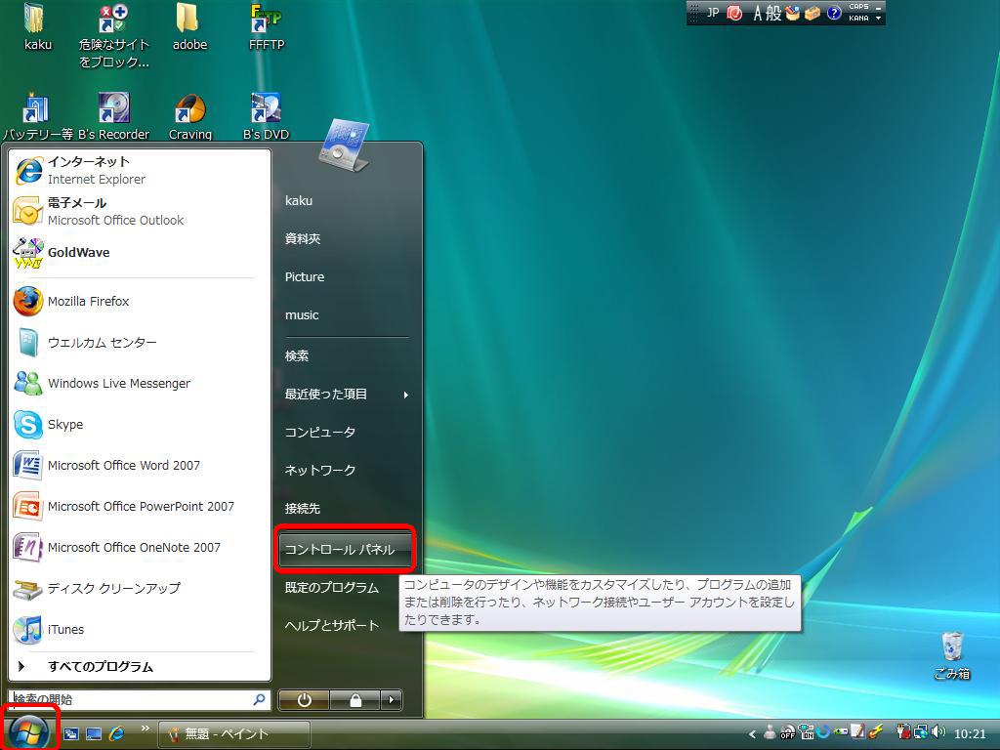 kaku
危険なサイト
をブロック...
adobe
FFFTP
JP
A 般
CAPS
KANA
バッテリー等
B's Recorder
Craving
B's DVD
インターネット
Internet Explorer
電子メール
Microsoft Office Outlook
GoldWave
Mozilla Firefox
ウェルカム センター
Windows Live Messenger
Skype
Microsoft Office Word 2007
Microsoft Office PowerPoint 2007
Microsoft Office OneNote 2007
ディスク クリーンアップ
iTunes
すべてのプログラム
検索の開始
kaku
資料夾
Picture
music
検索
最近使った項目
コンピュータ
ネットワーク
接続先
コントロール パネル
既定のプログラム
ヘルプとサポート
コンピュータのデザインや機能をカスタマイズしたり、プログラムの追加
または削除を行ったり、ネットワーク接続やユーザー アカウントを設定し
たりできます。
ごみ箱
無題 - ペイント
OFF
ON
10:21